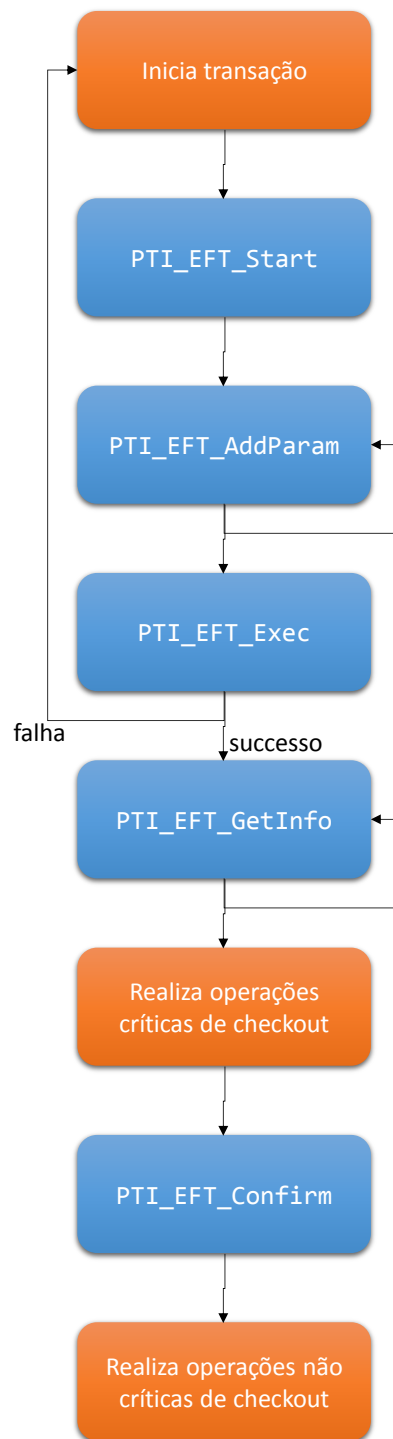 Inicia transação
PTI_EFT_Start
PTI_EFT_AddParam
PTI_EFT_Exec
falha
successo
PTI_EFT_GetInfo
Realiza operações
críticas de checkout
PTI_EFT_Confirm
Realiza operações não
críticas de checkout